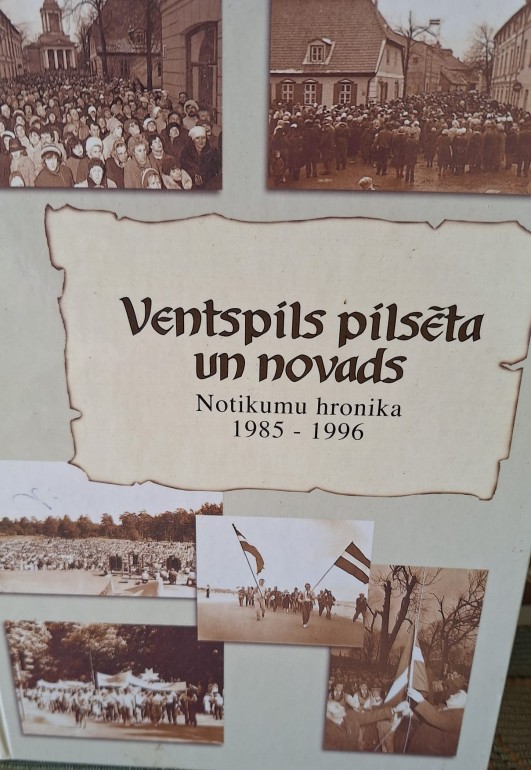 Ventspils pilsēta
un novads
Notikumu hronika
1985 - 1996